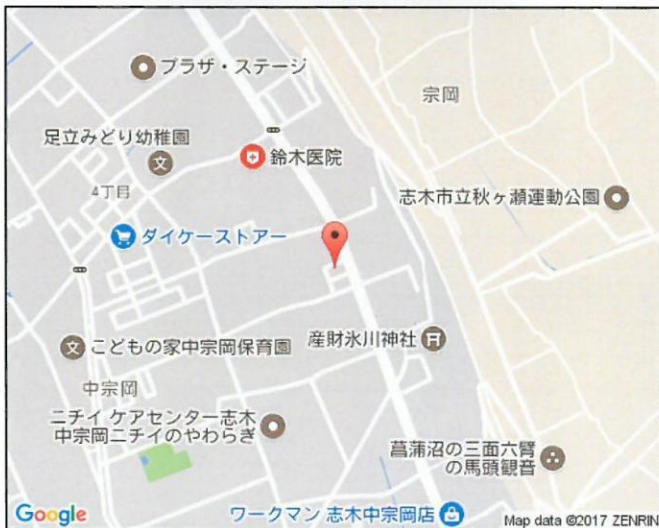 プラザ・ステージ
宗岡
足立みどり幼稚園
鈴木医院
4丁目
志木市立秋ヶ瀬運動公園
ダイケーストアー
こどもの家中宗岡保育園
産財氷川神社
中宗岡
ニチイケアセンター志木
中宗岡ニチイのやわらぎ
菖蒲沼の三面六臂
の馬頭観音
Google
ワークマン 志木中宗岡店
Map data ©2017 ZENRIN